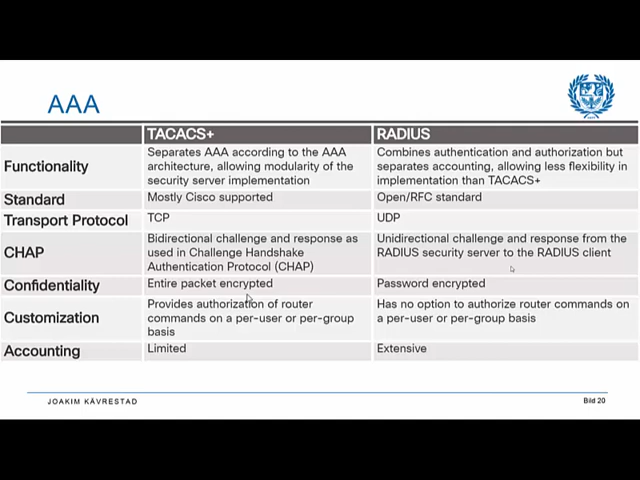 AAA
TACACS+ RADIUS
Functionality Separates AAA according to the AAA architecture, allowing modularity of the security server implementation Combines authentication and authorization but separates accounting, allowing less flexibility in implementation than TACACS+
Standard Mostly Cisco supported Open/RFC standard
Transport Protocol TCP UDP
CHAP Bidirectional challenge and response as used in Challenge Handshake Authentication Protocol (CHAP) Unidirectional challenge and response from the RADIUS security server to the RADIUS client
Confidentiality Entire packet encrypted Password encrypted
Customization Provides authorization of router commands on a per-user or per-group basis Has no option to authorize router commands on a per-user or per-group basis
Accounting Limited Extensive
JOAKIM KÄVRESTAD Bild 20